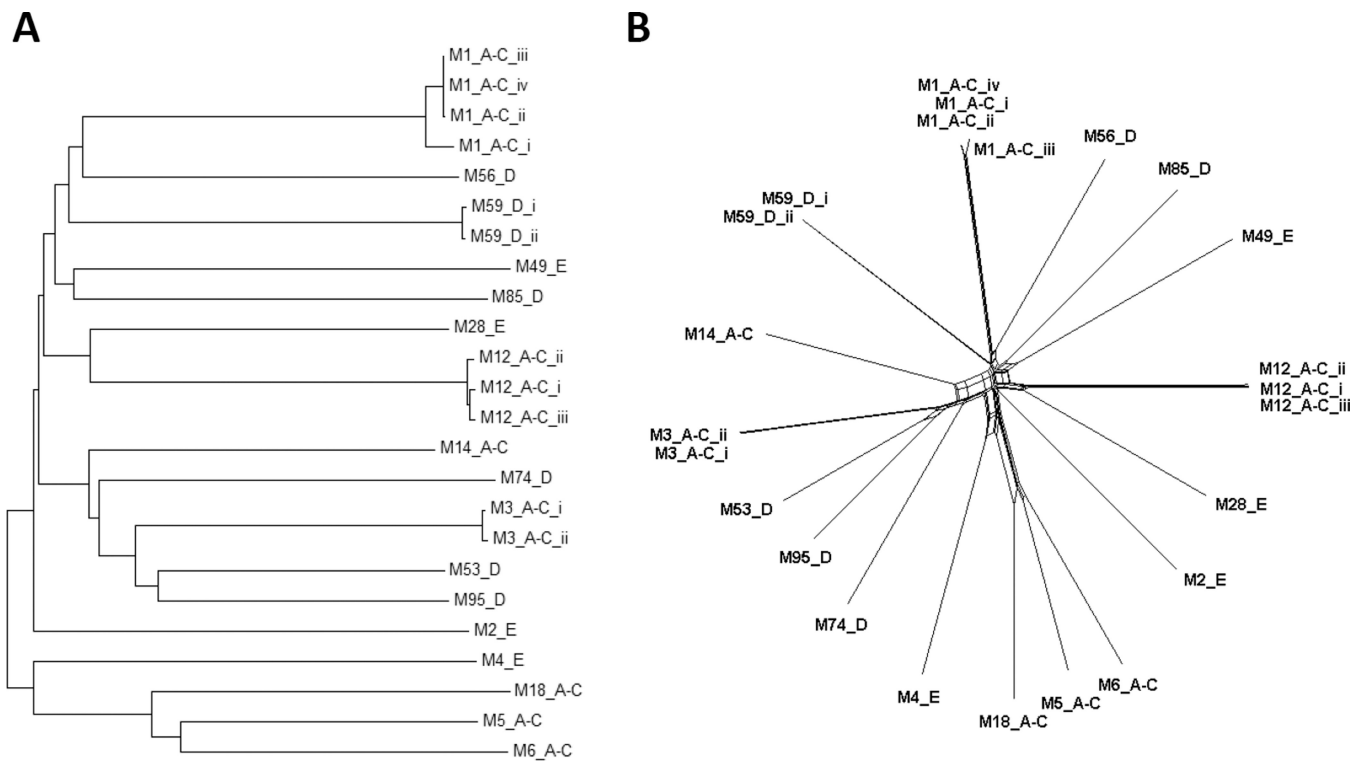 A
M1_A-C_iii
M1_A-C_iv
M1_A-C_ii
M1_A-C_i
M56_D
M59_D_i
M59_D_ii
M49_E
M85_D
M28_E
M12_A-C_ii
M12_A-C_i
M12_A-C_iii
M14_A-C
M74_D
M3_A-C_i
M3_A-C_ii
M53_D
M95_D
M2_E
M4_E
M18_A-C
M5_A-C
M6_A-C
B
M1_A-C_iv
M1_A-C_i
M1_A-C_ii
M1_A-C_iii
M56_D
M85_D
M59_D_i
M59_D_ii
M49_E
M14_A-C
M12_A-C_ii
M12_A-C_i
M12_A-C_iii
M3_A-C_ii
M3_A-C_i
M53_D
M28_E
M95_D
M2_E
M74_D
M4_E
M18_A-C
M5_A-C
M6_A-C